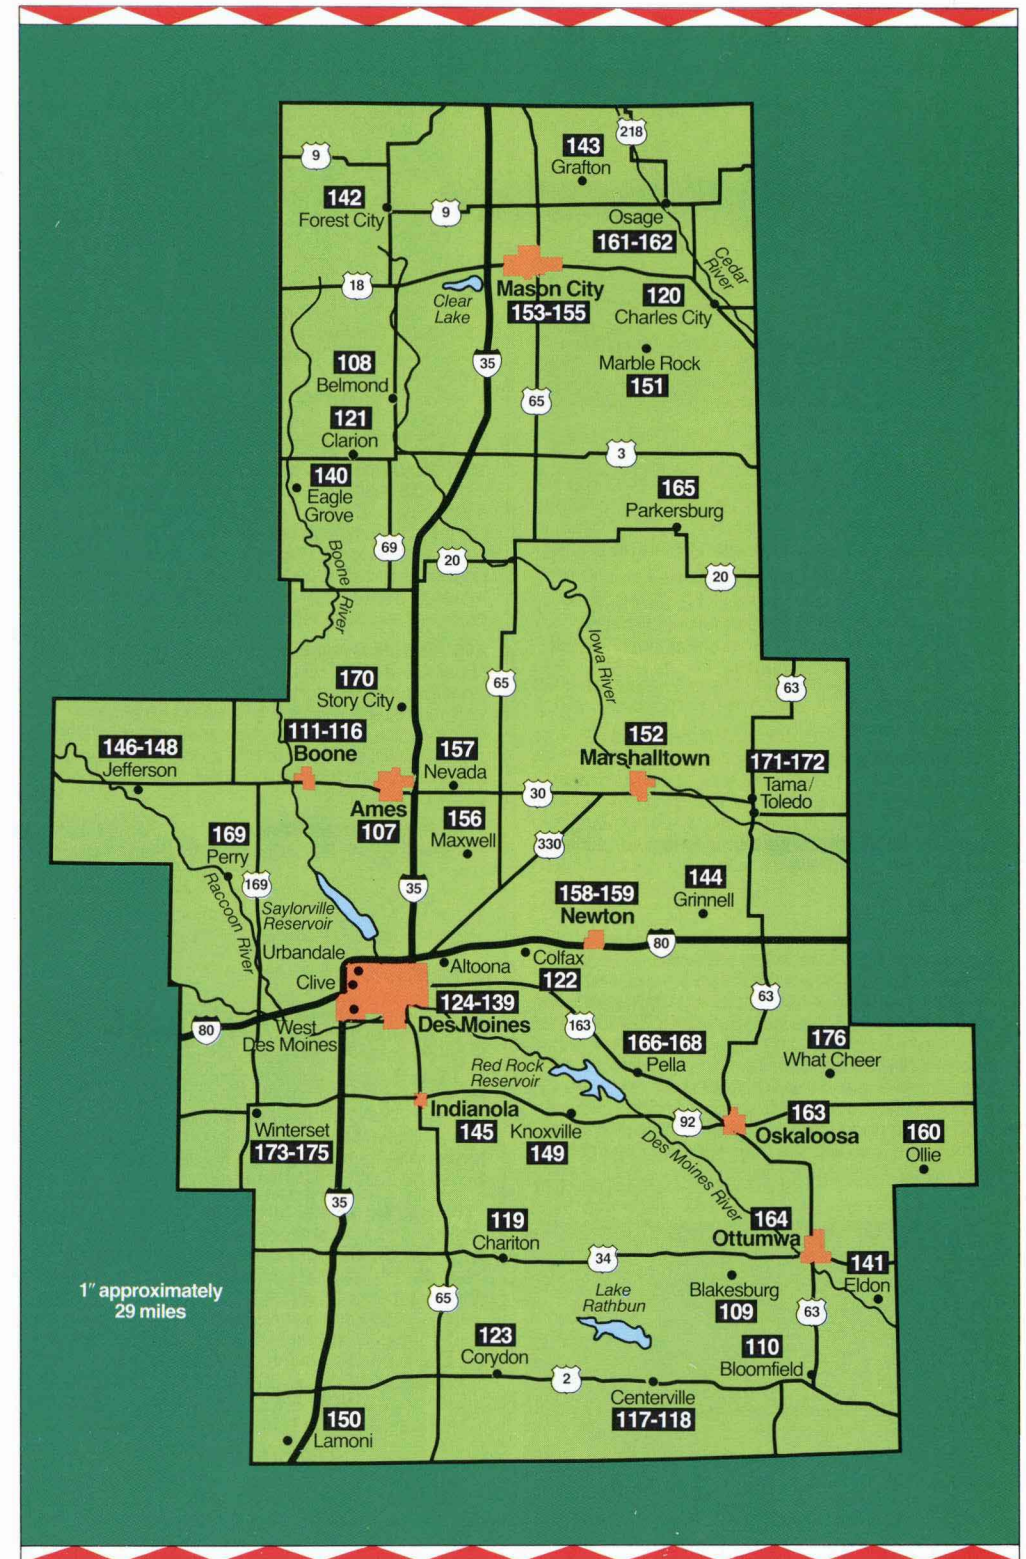 218
143
Grafton
9
142
Forest City
9
Osage
161-162
Cedar
River
18
Clear
Lake
Mason City
153-155
120
Charles City
35
Marble Rock
151
108
Belmond
65
121
Clarion
3
140
Eagle
Grove
165
Parkersburg
69
Boone
River
20
20
Iowa River
170
Story City
65
63
111-116
Boone
146-148
Jefferson
157
Nevada
152
Marshalltown
171-172
Tama/
Toledo
30
Ames
107
156
Maxwell
330
169
Perry
169
Raccoon River
35
Saylorville
Reservoir
158-159
Newton
144
Grinnell
80
Urbandale
Clive
Altoona
Colfax
122
124-139
Des Moines
63
80
West
Des Moines
163
166-168
Pella
176
What Cheer
Red Rock
Reservoir
Indianola
145
Knoxville
149
92
163
Oskaloosa
Winterset
173-175
160
Ollie
Des Moines River
35
119
Chariton
164
Ottumwa
34
141
Eldon
1" approximately
29 miles
65
Lake
Rathbun
Blakesburg
109
63
123
Corydon
110
Bloomfield
2
Centerville
117-118
150
Lamoni